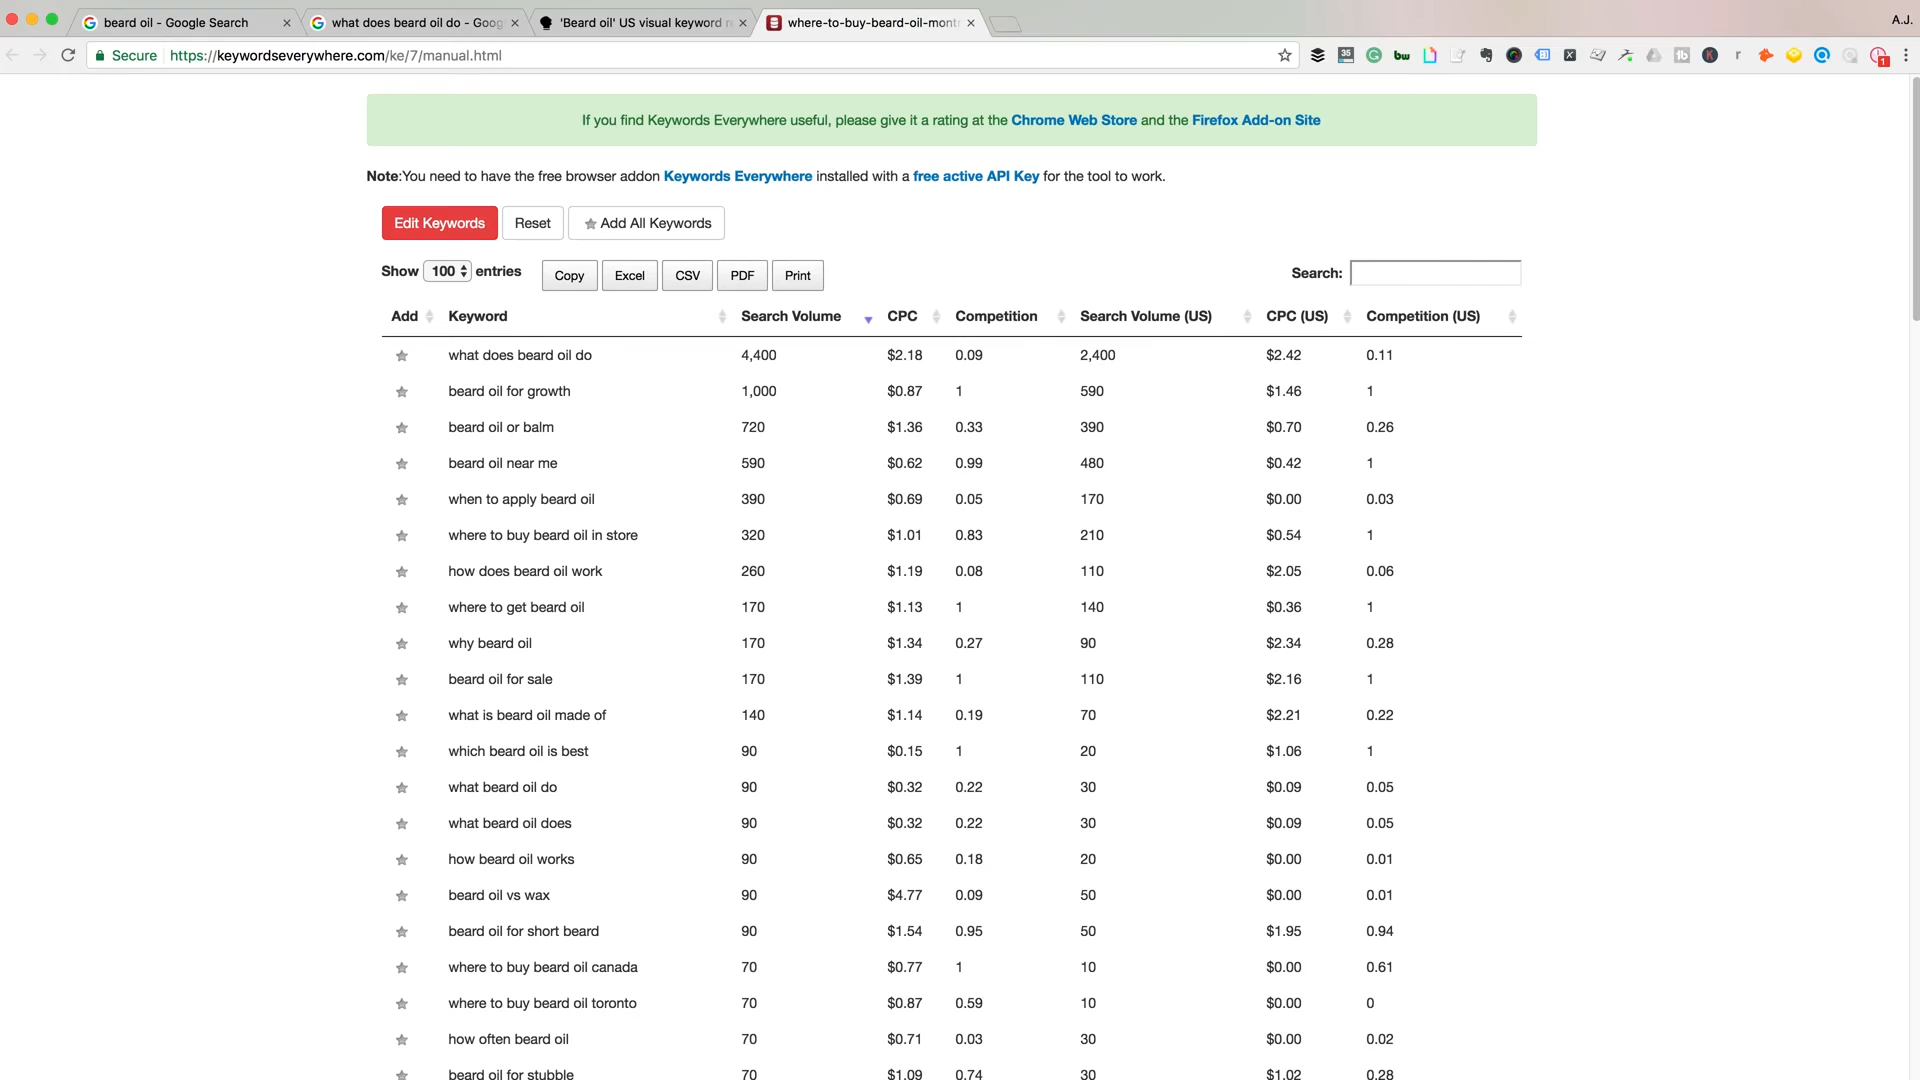 beard oil - Google Search
what does beard oil do - Goog
'Beard oil' US visual keyword r
where-to-buy-beard-oil-montr
A.J.
Secure
https://keywordseverywhere.com/ke/7/manual.html
If you find Keywords Everywhere useful, please give it a rating at the Chrome Web Store and the Firefox Add-on Site
Note:You need to have the free browser addon Keywords Everywhere installed with a free active API Key for the tool to work.
Edit Keywords Reset Add All Keywords
Show 100 entries Copy Excel CSV PDF Print Search:
Add Keyword Search Volume CPC Competition Search Volume (US) CPC (US) Competition (US)
what does beard oil do 4,400 $2.18 0.09 2,400 $2.42 0.11
beard oil for growth 1,000 $0.87 1 590 $1.46 1
beard oil or balm 720 $1.36 0.33 390 $0.70 0.26
beard oil near me 590 $0.62 0.99 480 $0.42 1
when to apply beard oil 390 $0.69 0.05 170 $0.00 0.03
where to buy beard oil in store 320 $1.01 0.83 210 $0.54 1
how does beard oil work 260 $1.19 0.08 110 $2.05 0.06
where to get beard oil 170 $1.13 1 140 $0.36 1
why beard oil 170 $1.34 0.27 90 $2.34 0.28
beard oil for sale 170 $1.39 1 110 $2.16 1
what is beard oil made of 140 $1.14 0.19 70 $2.21 0.22
which beard oil is best 90 $0.15 1 20 $1.06 1
what beard oil do 90 $0.32 0.22 30 $0.09 0.05
what beard oil does 90 $0.32 0.22 30 $0.09 0.05
how beard oil works 90 $0.65 0.18 20 $0.00 0.01
beard oil vs wax 90 $4.77 0.09 50 $0.00 0.01
beard oil for short beard 90 $1.54 0.95 50 $1.95 0.94
where to buy beard oil canada 70 $0.77 1 10 $0.00 0.61
where to buy beard oil toronto 70 $0.87 0.59 10 $0.00 0
how often beard oil 70 $0.71 0.03 30 $0.00 0.02
beard oil for stubble 70 $1.09 0.74 30 $1.02 0.28